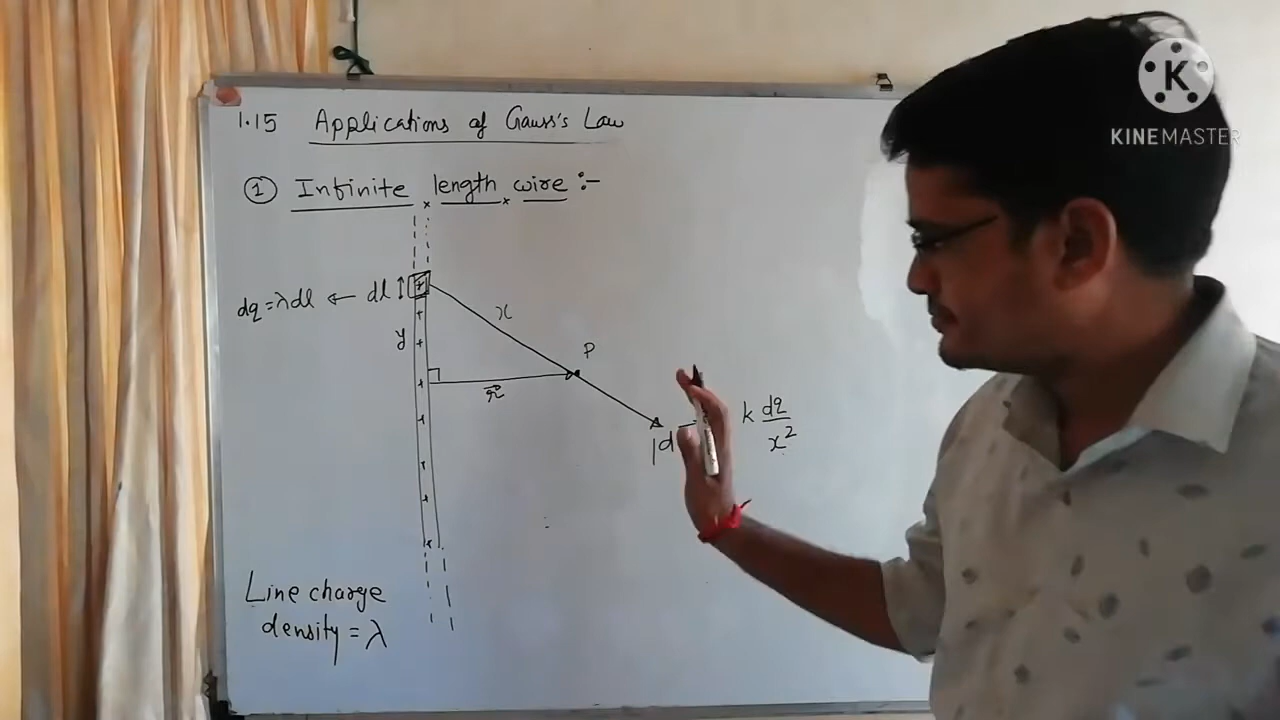 1.15 Applications of Gauss's Law
① Infinite length wire :-
dq = λdl ← dl
x
y
P
r⃗
|d
k dq/x²
Line charge
density = λ
K
KINEMASTER